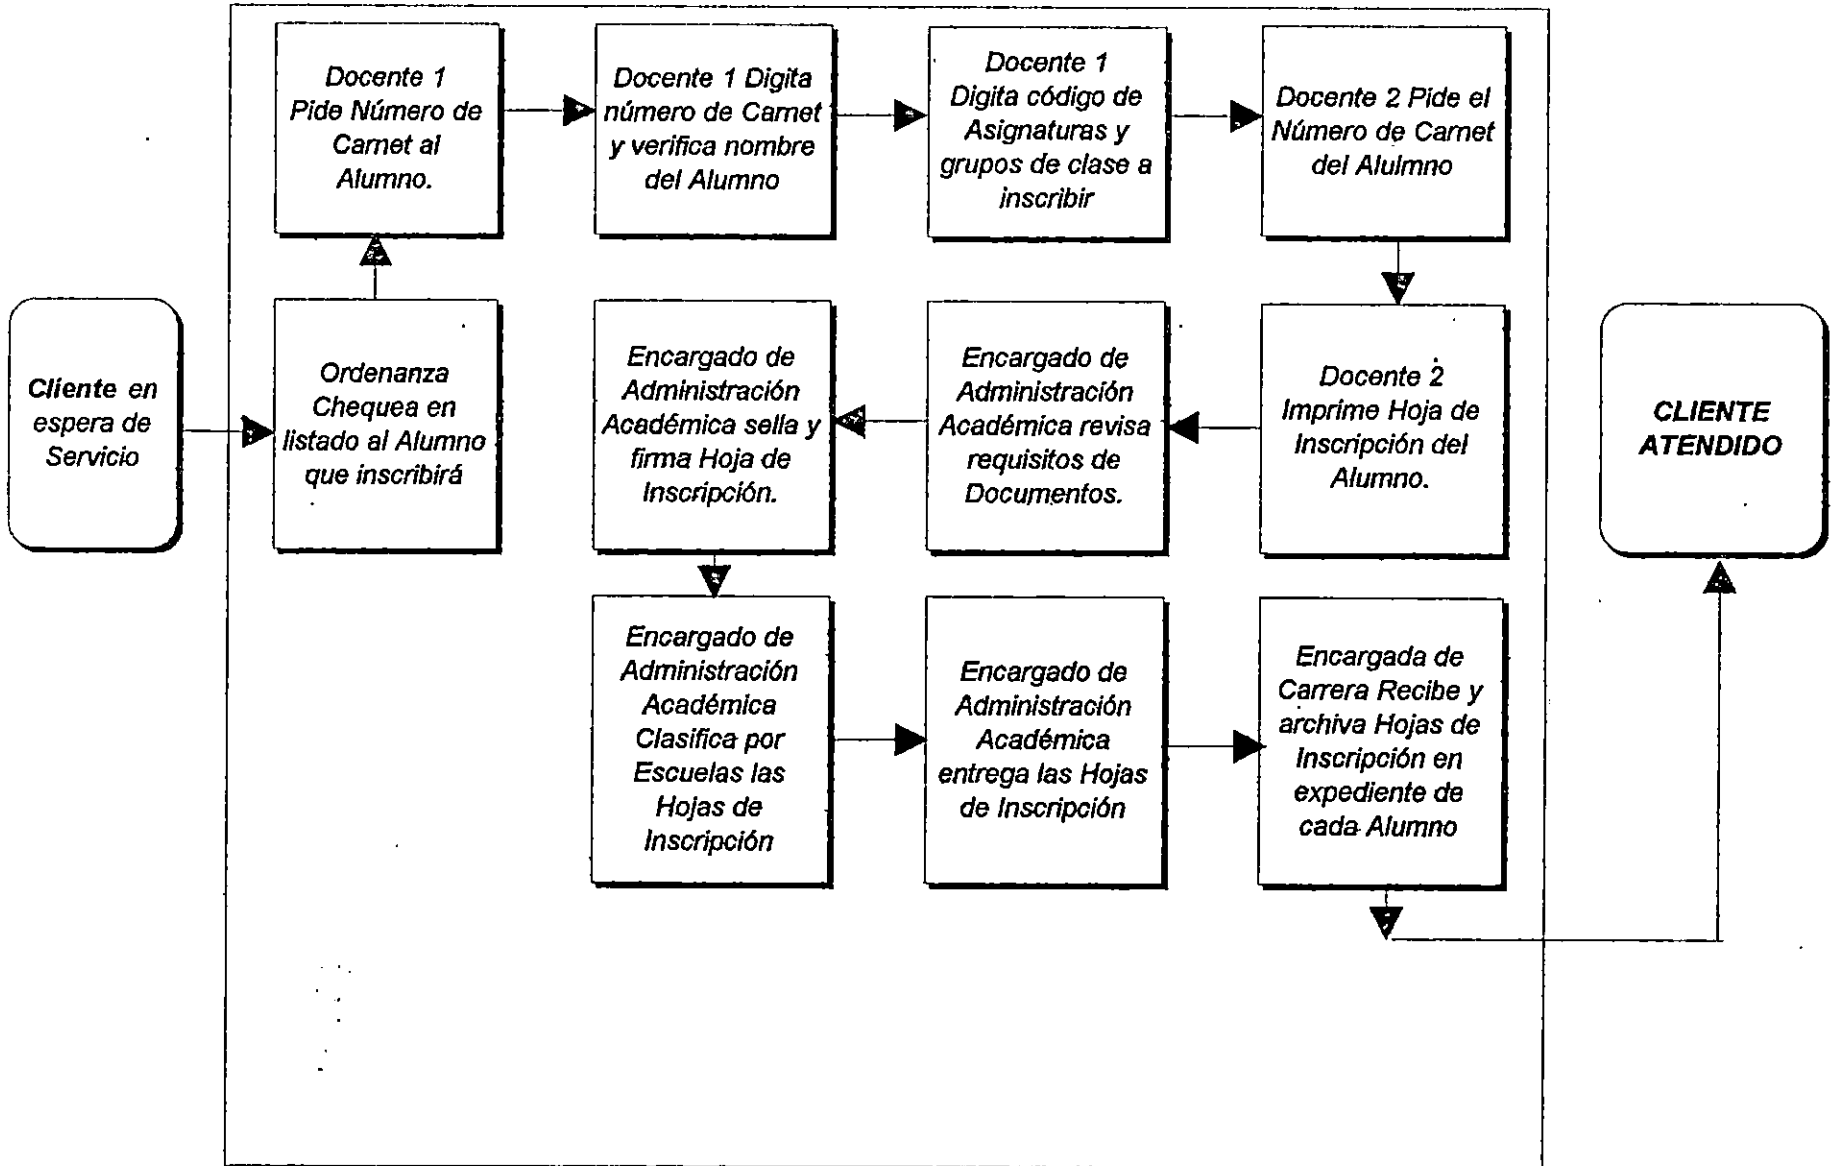 Cliente en
espera de
Servicio
Ordenanza
Chequea en
listado al Alumno
que inscribirá
Docente 1
Pide Número de
Carnet al
Alumno.
Docente 1 Digita
número de Carnet
y verifica nombre
del Alumno
Docente 1
Digita código de
Asignaturas y
grupos de clase a
inscribir
Docente 2 Pide el
Número de Carnet
del Alulmno
Docente 2
Imprime Hoja de
Inscripción del
Alumno.
Encargado de
Administración
Académica revisa
requisitos de
Documentos.
Encargado de
Administración
Académica sella y
firma Hoja de
Inscripción.
Encargado de
Administración
Académica
Clasifica por
Escuelas las
Hojas de
Inscripción
Encargado de
Administración
Académica
entrega las Hojas
de Inscripción
Encargada de
Carrera Recibe y
archiva Hojas de
Inscripción en
expediente de
cada Alumno
CLIENTE
ATENDIDO